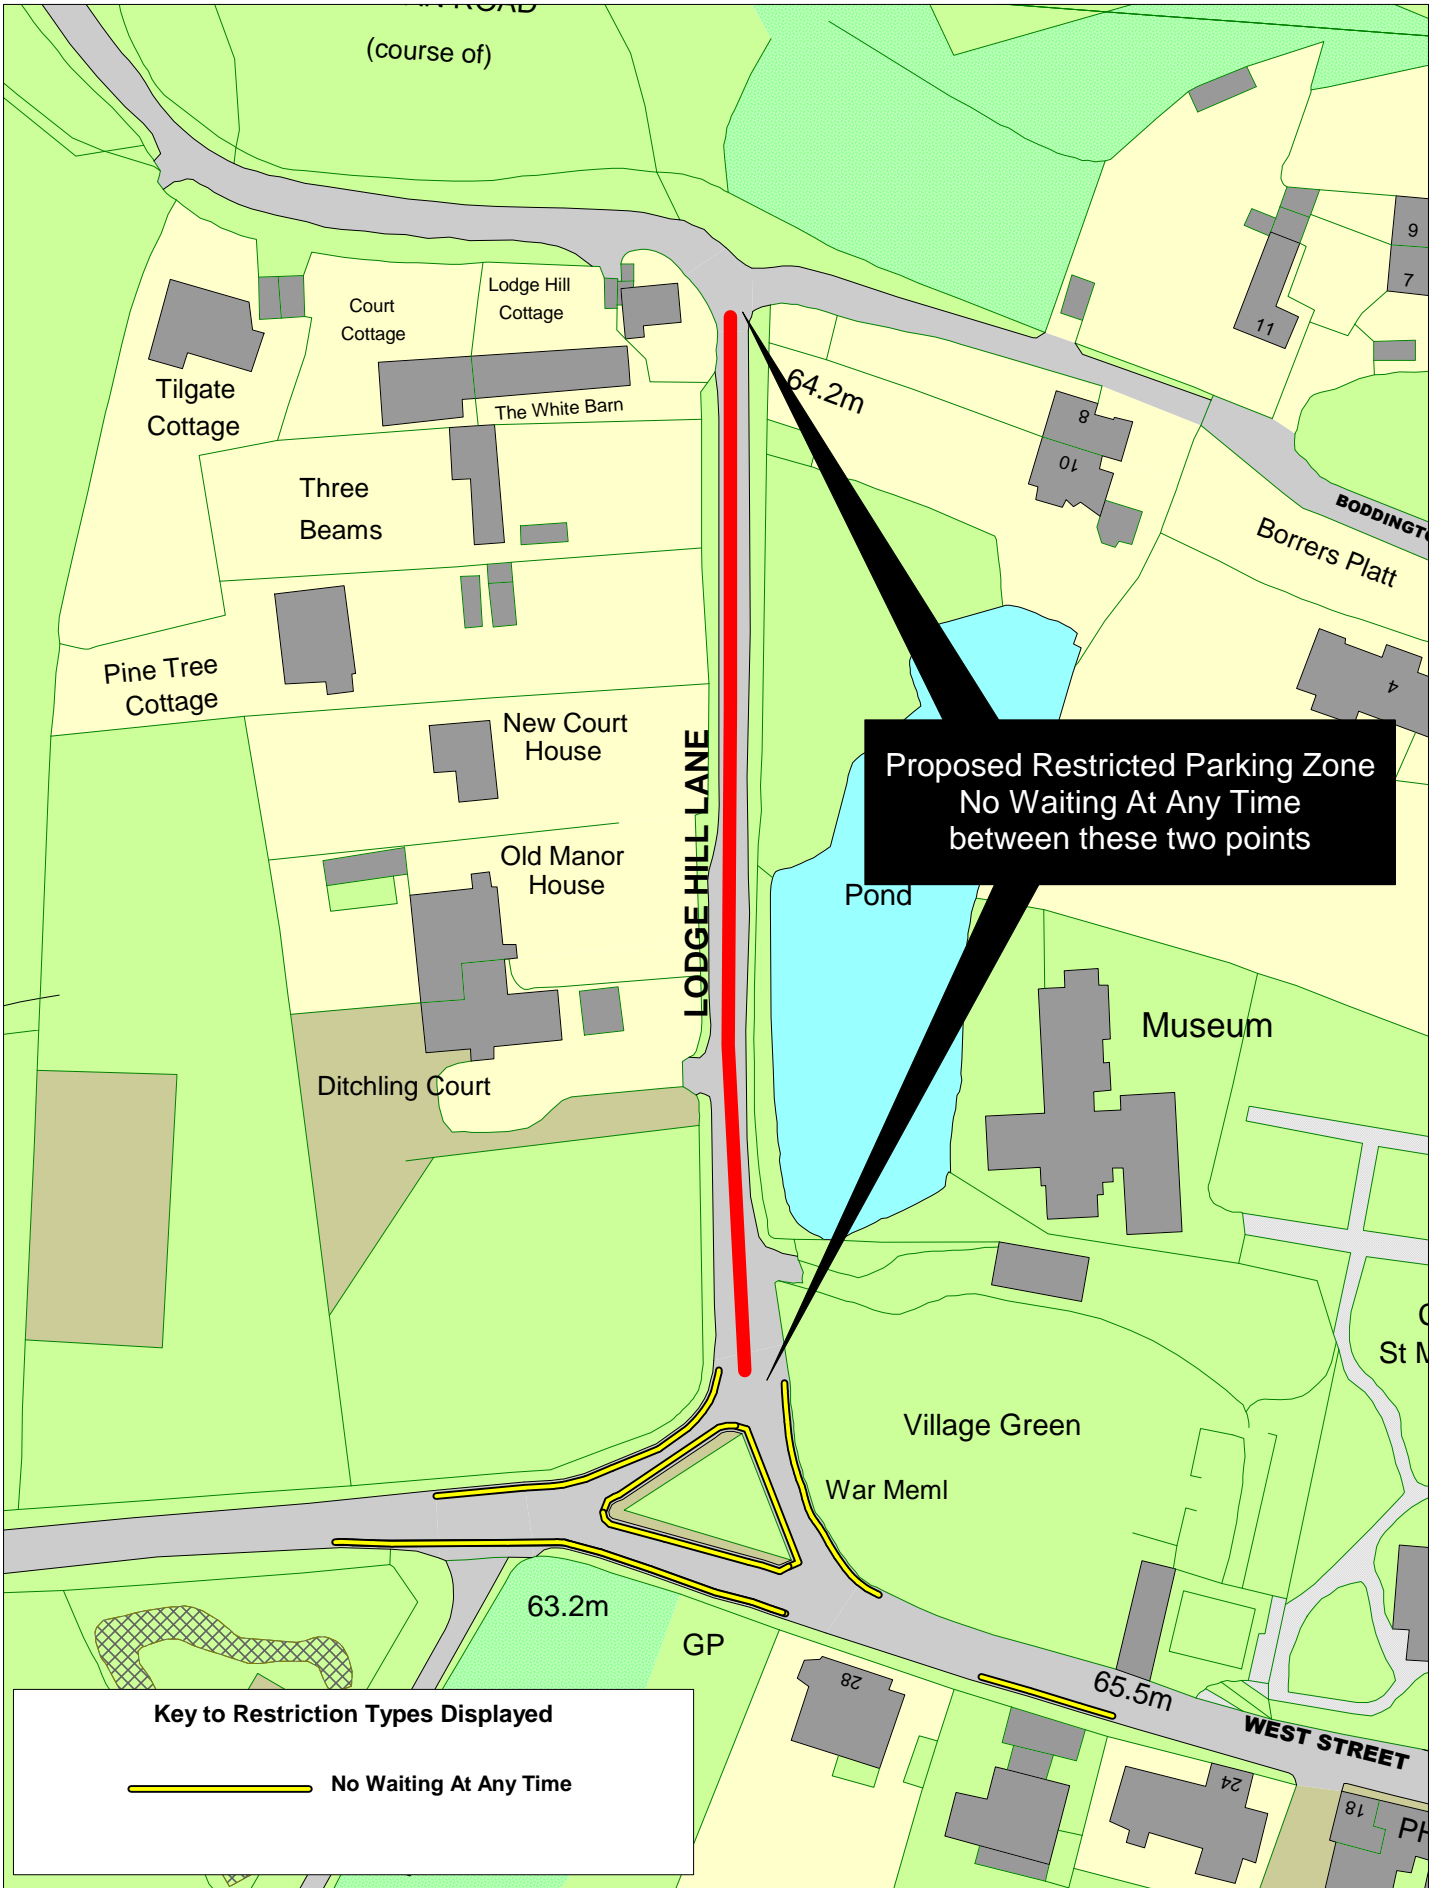 (course of)
9
7
11
Lodge Hill
Cottage
Court
Cottage
Tilgate
Cottage
The White Barn
64.2m
8
10
Three
Beams
Borrers Platt
Pine Tree
Cottage
4
New Court
House
LODGE HILL LANE
Proposed Restricted Parking Zone
No Waiting At Any Time
between these two points
Old Manor
House
Pond
Museum
Ditchling Court
Village Green
War Meml
63.2m
GP
28
65.5m
WEST STREET
24
18
PH
Key to Restriction Types Displayed
No Waiting At Any Time